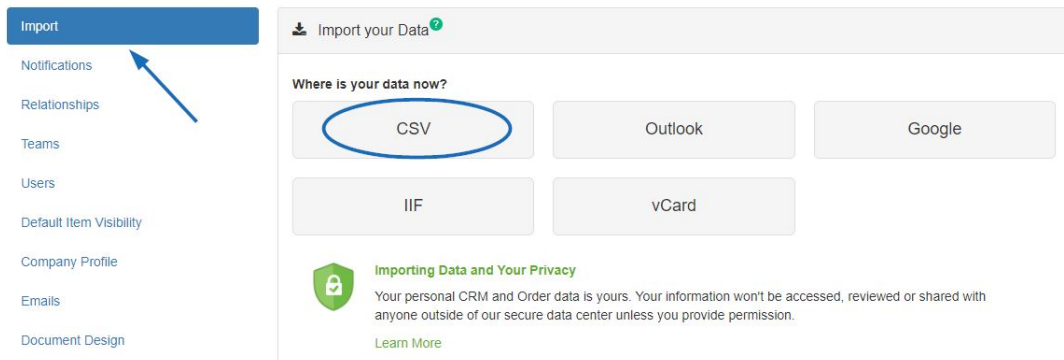 Import
Notifications
Relationships
Teams
Users
Default Item Visibility
Company Profile
Emails
Document Design
Import your Data?
Where is your data now?
CSV
Outlook
Google
IIF
vCard
Importing Data and Your Privacy
Your personal CRM and Order data is yours. Your information won't be accessed, reviewed or shared with
anyone outside of our secure data center unless you provide permission.
Learn More